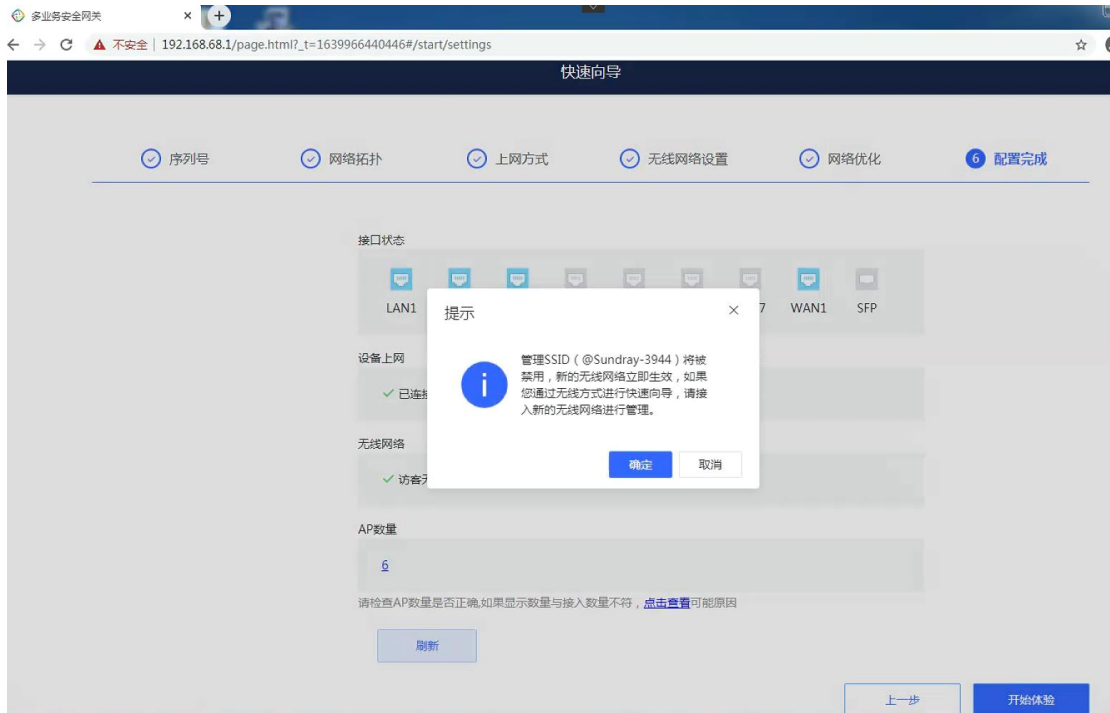 多业务安全网关
不安全 | 192.168.68.1/page.html?_t=1639966440446#/start/settings
快速向导
序列号 网络拓扑 上网方式 无线网络设置 网络优化 6 配置完成
接口状态
LAN1 7 WAN1 SFP
提示
设备上网
管理SSID（@Sundray-3944）将被
禁用，新的无线网络立即生效，如果
您通过无线方式进行快速向导，请接
入新的无线网络进行管理。
已连接
无线网络
确定 取消
访客
AP数量
6
请检查AP数量是否正确,如果显示数量与接入数量不符，点击查看可能原因
刷新
上一步 开始体验